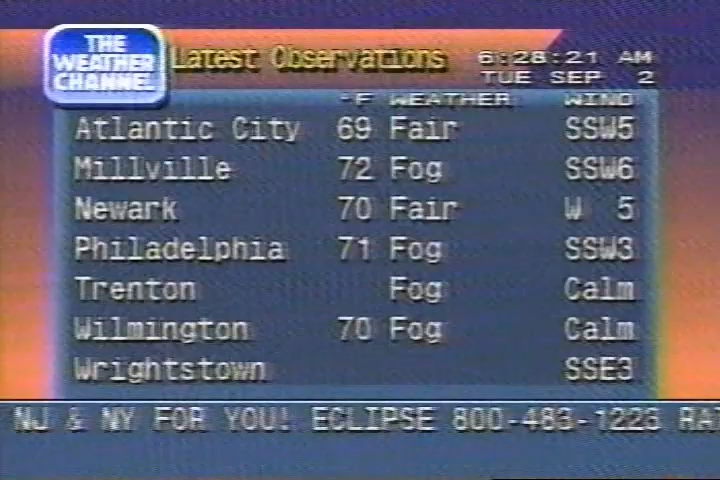 THE
WEATHER
CHANNEL
Latest Observations
6:28:21 AM
TUE SEP 2
°F WEATHER WIND
Atlantic City 69 Fair SSW5
Millville 72 Fog SSW6
Newark 70 Fair W 5
Philadelphia 71 Fog SSW3
Trenton Fog Calm
Wilmington 70 Fog Calm
Wrightstown SSE3
NJ & NY FOR YOU! ECLIPSE 800-483-1223